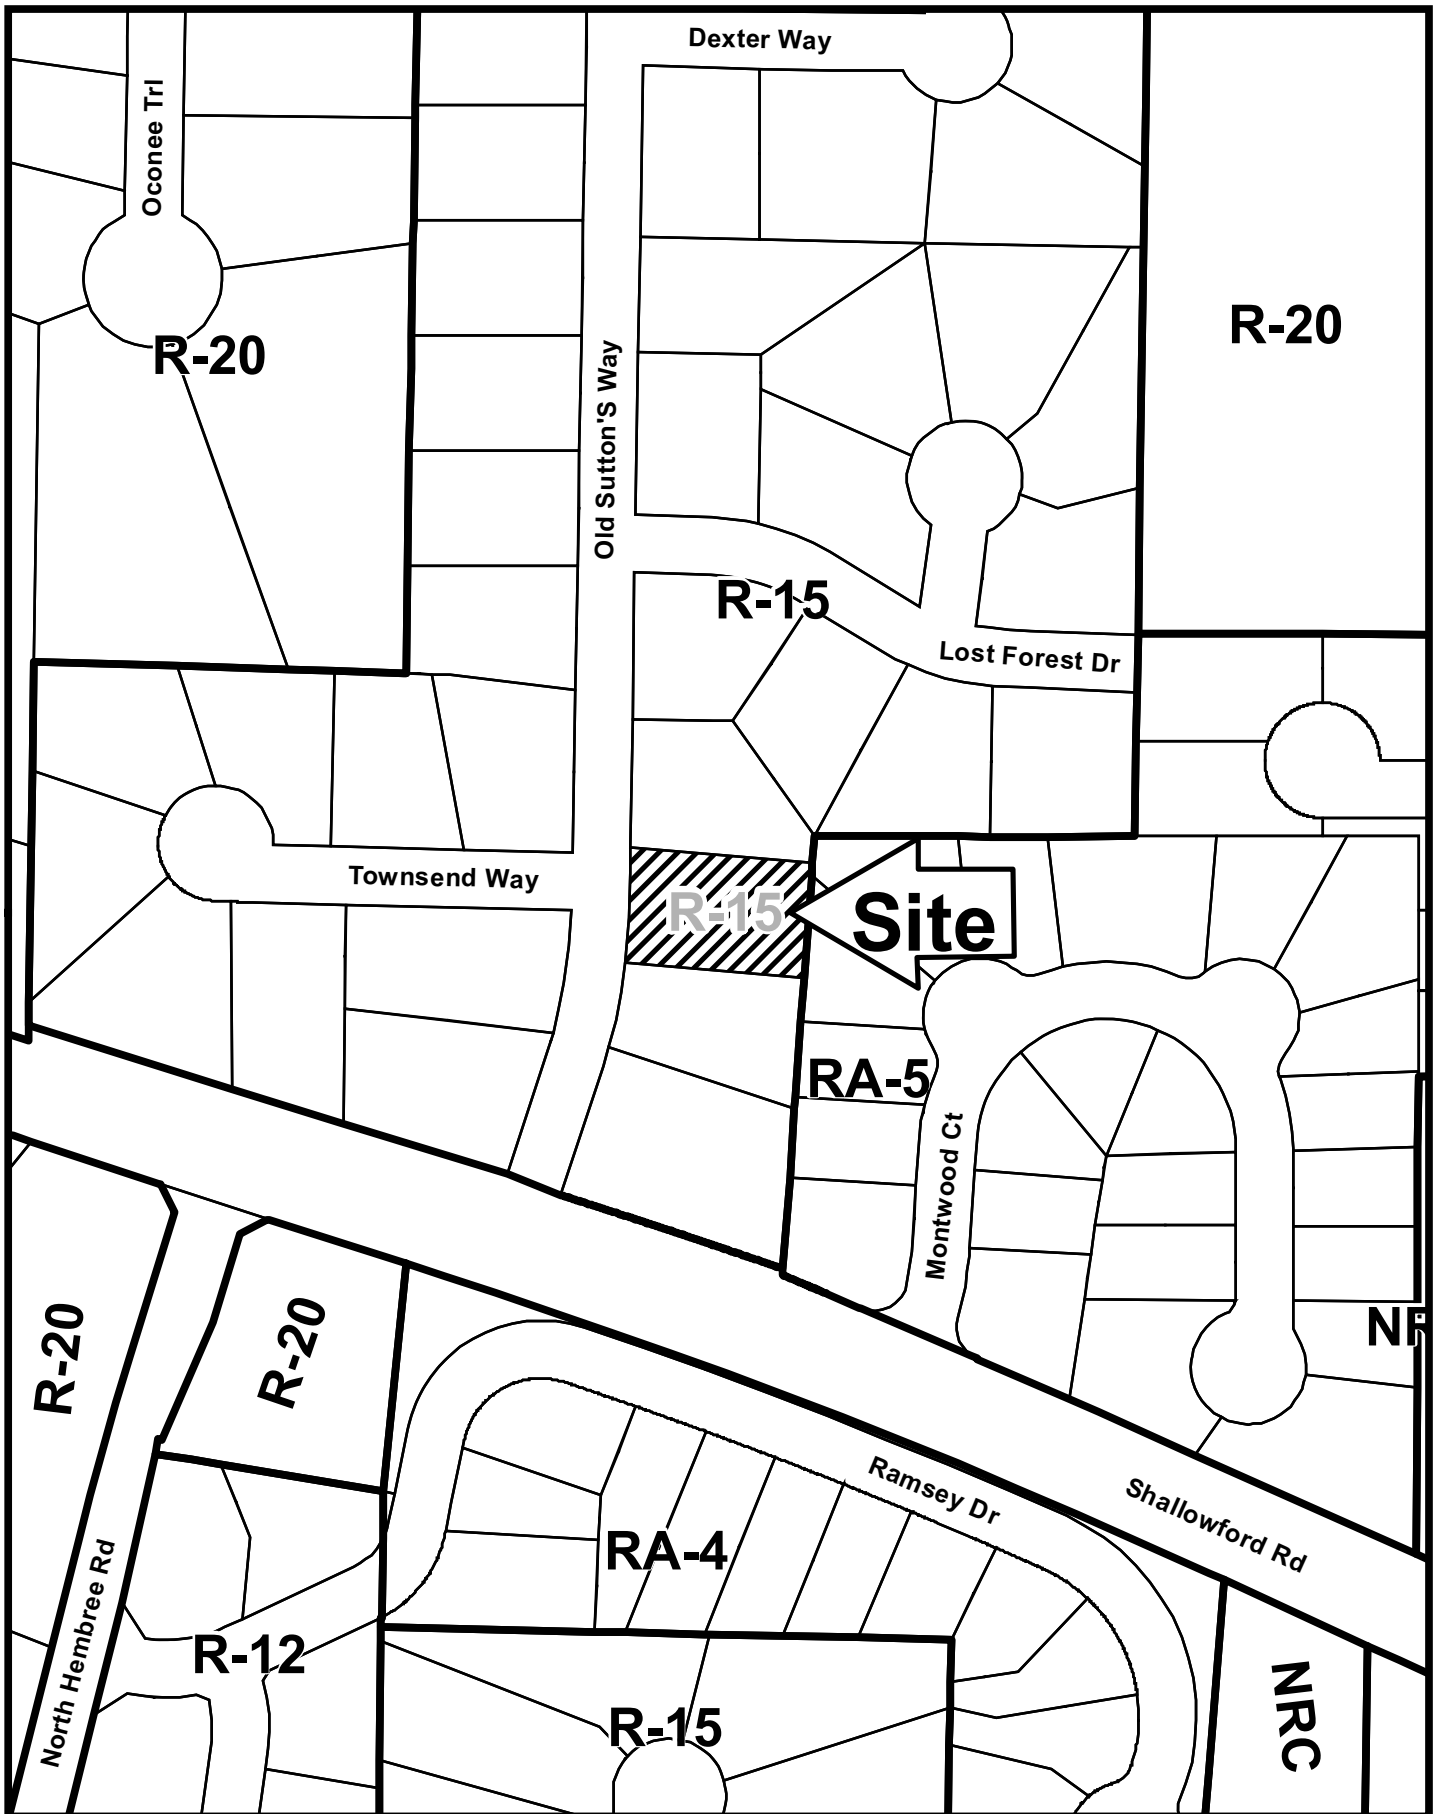 Dexter Way
Oconee Trl
R-20
R-20
Old Sutton'S Way
R-15
Lost Forest Dr
Townsend Way
R-15
Site
RA-5
Montwood Ct
R-20
R-20
NR
Ramsey Dr
Shallowford Rd
RA-4
North Hembree Rd
R-12
R-15
NRC